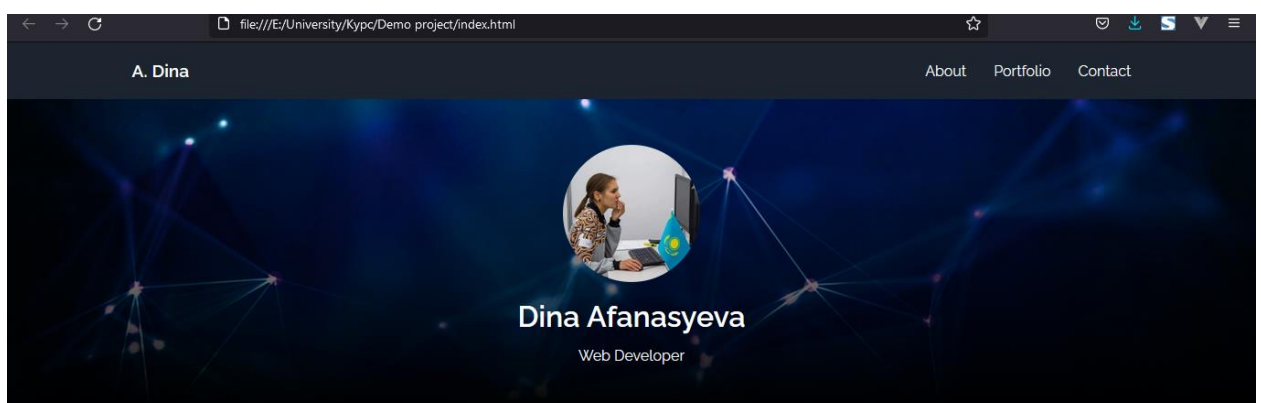 file:///E:/University/Курс/Demo project/index.html
A. Dina
About Portfolio Contact
Dina Afanasyeva
Web Developer